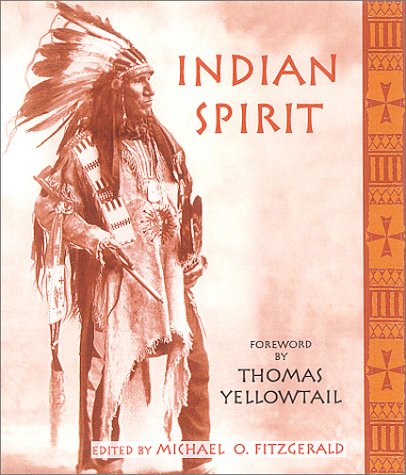 INDIAN
SPIRIT
FOREWORD
BY
THOMAS
YELLOWTAIL
EDITED BY MICHAEL O. FITZGERALD